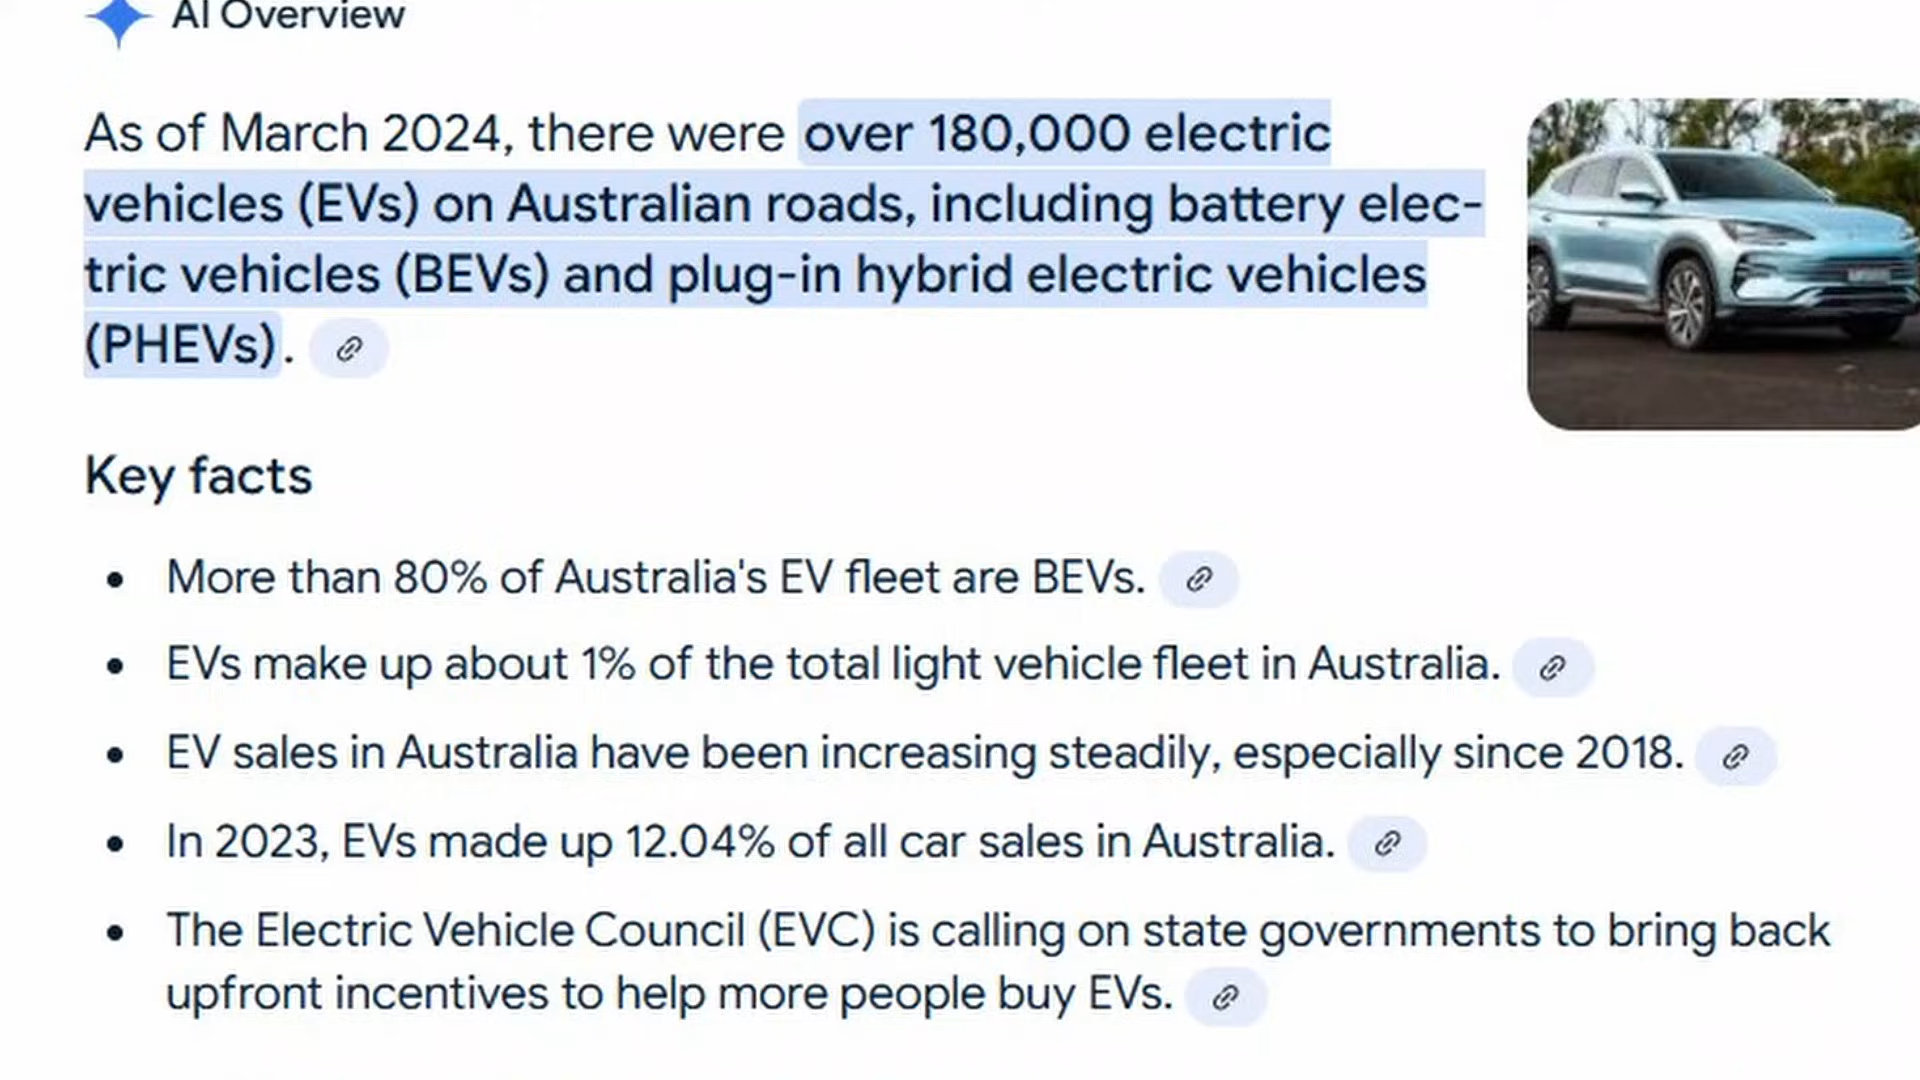 AI Overview
As of March 2024, there were over 180,000 electric
vehicles (EVs) on Australian roads, including battery elec-
tric vehicles (BEVs) and plug-in hybrid electric vehicles
(PHEVs).
Key facts
• More than 80% of Australia's EV fleet are BEVs.
• EVs make up about 1% of the total light vehicle fleet in Australia.
• EV sales in Australia have been increasing steadily, especially since 2018.
• In 2023, EVs made up 12.04% of all car sales in Australia.
• The Electric Vehicle Council (EVC) is calling on state governments to bring back
upfront incentives to help more people buy EVs.